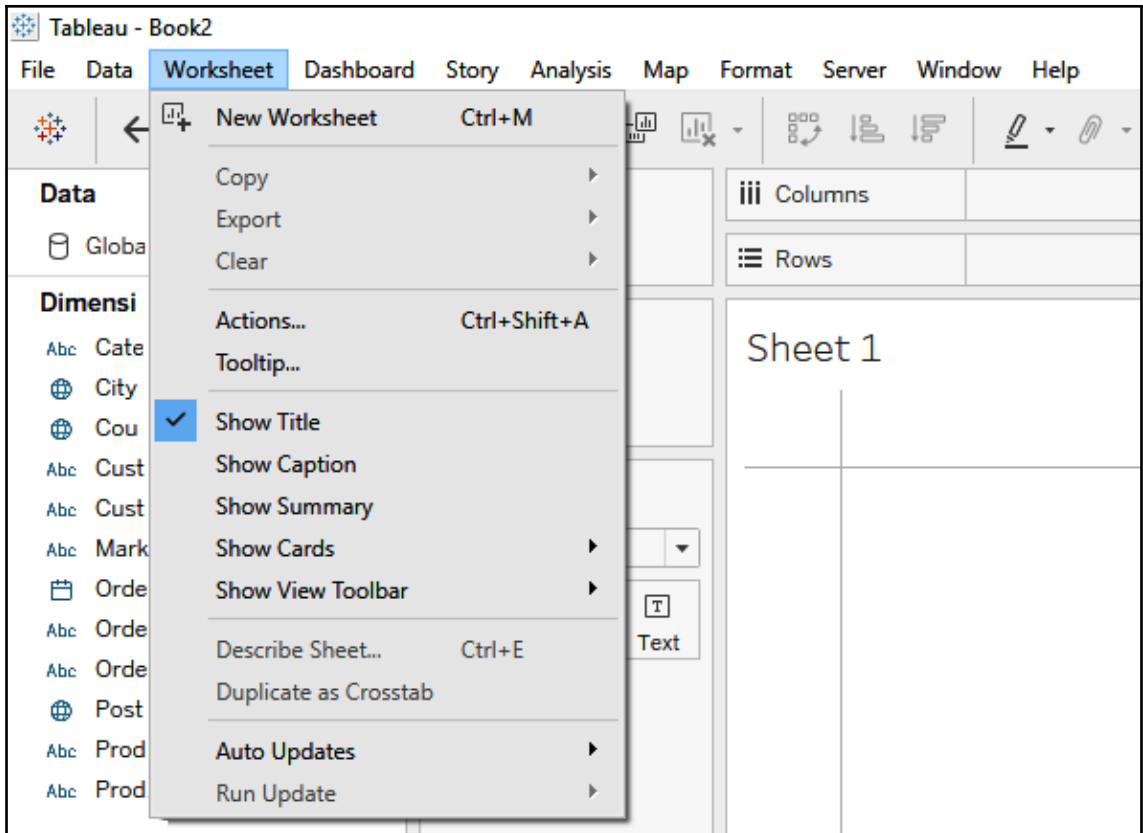 Tableau - Book2
File Data Worksheet Dashboard Story Analysis Map Format Server Window Help
New Worksheet Ctrl+M
Copy
Export
Clear
Actions... Ctrl+Shift+A
Tooltip...
Show Title
Show Caption
Show Summary
Show Cards
Show View Toolbar
Describe Sheet... Ctrl+E
Duplicate as Crosstab
Auto Updates
Run Update
Data
Globa
Dimensi
Abc Cate
City
Cou
Abc Cust
Abc Cust
Abc Mark
Orde
Abc Orde
Abc Orde
Post
Abc Prod
Abc Prod
T
Text
iii Columns
Rows
Sheet 1